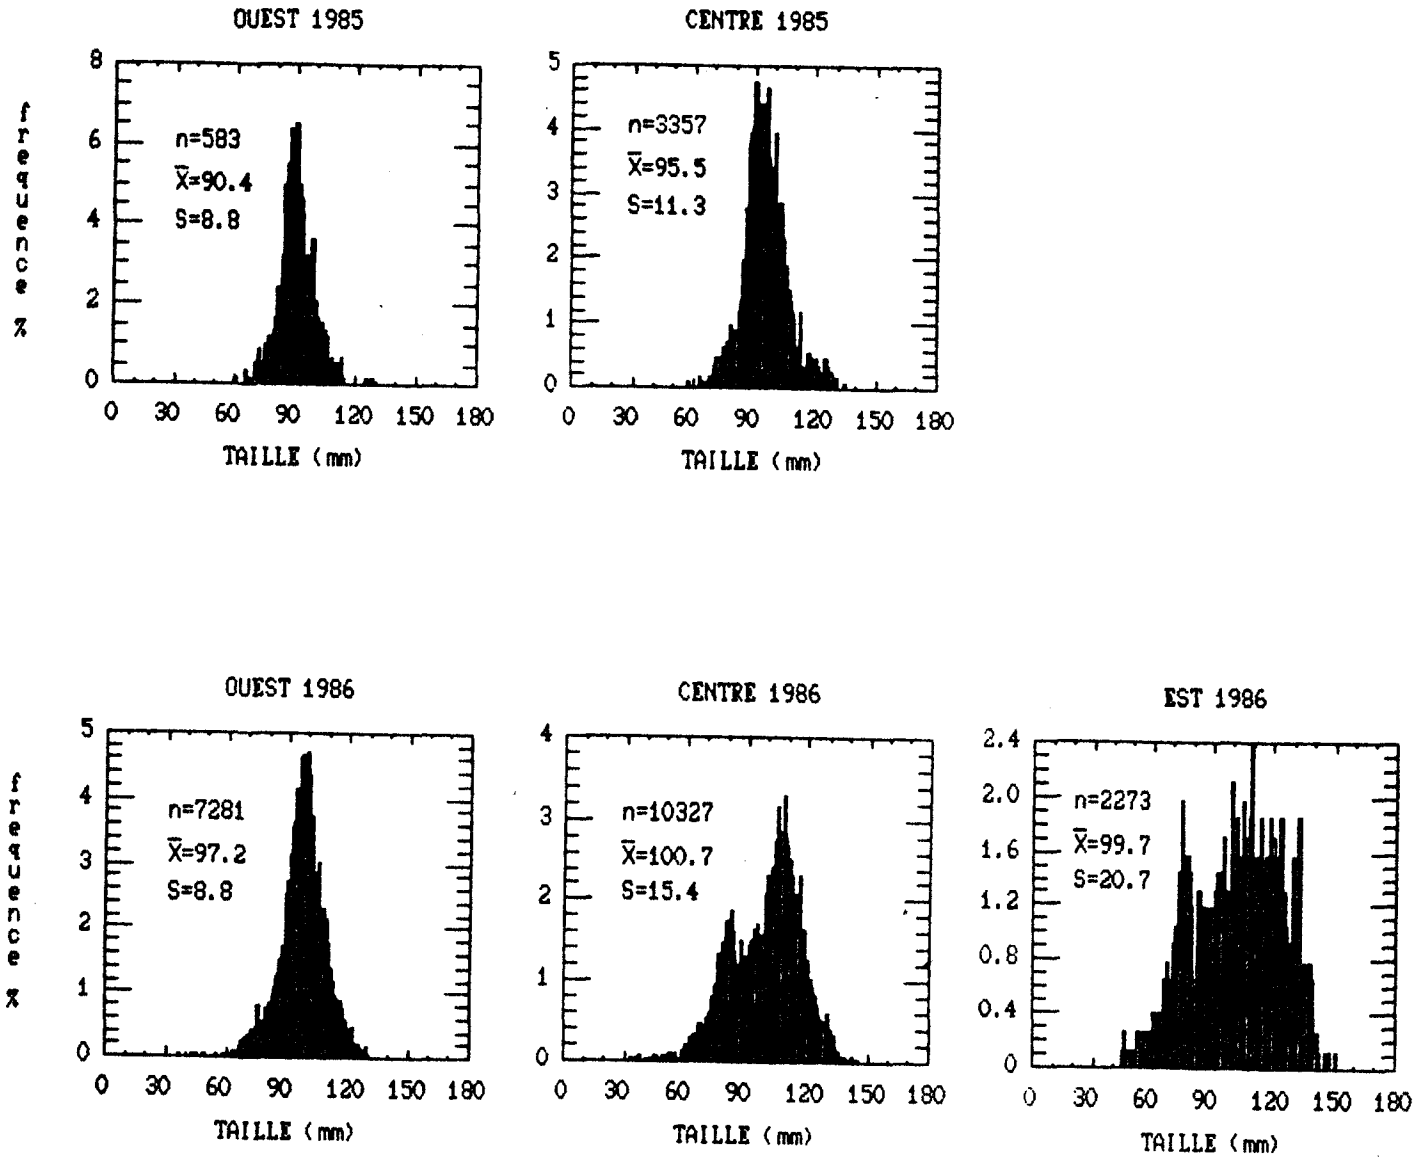 OUEST 1985
8
6
4
2
0
frequence %
n=583
X̄=90.4
S=8.8
0 30 60 90 120 150 180
TAILLE (mm)
CENTRE 1985
5
4
3
2
1
0
n=3357
X̄=95.5
S=11.3
0 30 60 90 120 150 180
TAILLE (mm)
OUEST 1986
5
4
3
2
1
0
frequence %
n=7281
X̄=97.2
S=8.8
0 30 60 90 120 150 180
TAILLE (mm)
CENTRE 1986
4
3
2
1
0
n=10327
X̄=100.7
S=15.4
0 30 60 90 120 150 180
TAILLE (mm)
EST 1986
2.4
2.0
1.6
1.2
0.8
0.4
0
n=2273
X̄=99.7
S=20.7
0 30 60 90 120 150 180
TAILLE (mm)